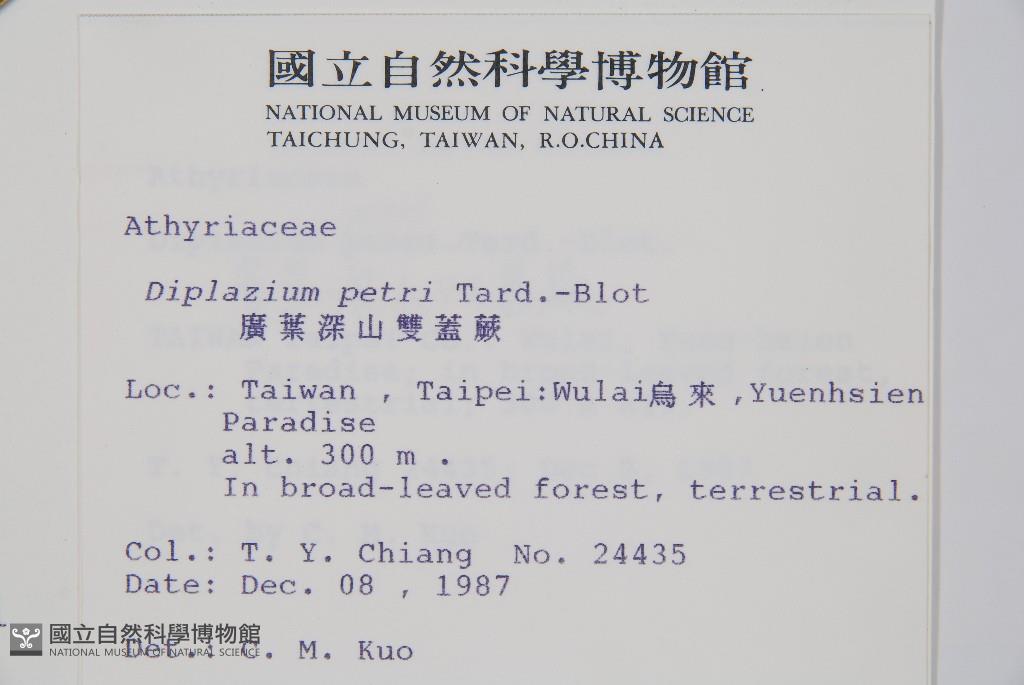 國立自然科學博物館
NATIONAL MUSEUM OF NATURAL SCIENCE
TAICHUNG, TAIWAN, R.O.CHINA
Athyriaceae
Diplazium petri Tard.-Blot
廣葉深山雙蓋蕨
Loc.: Taiwan , Taipei:Wulai烏來 ,Yuenhsien
Paradise
alt. 300 m .
In broad-leaved forest, terrestrial.
Col.: T. Y. Chiang No. 24435
Date: Dec. 08 , 1987
Det.: C. M. Kuo
國立自然科學博物館
NATIONAL MUSEUM OF NATURAL SCIENCE